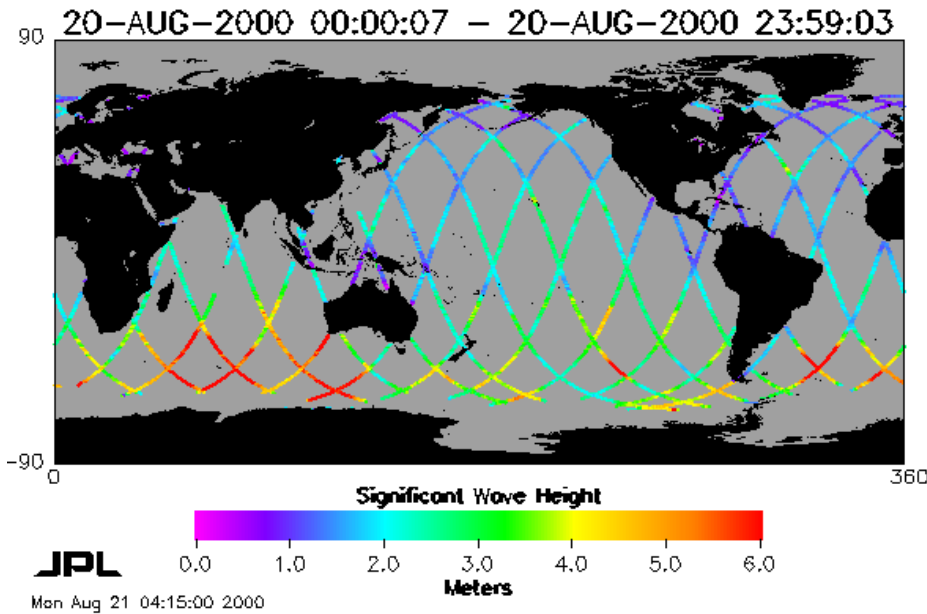 20-AUG-2000 00:00:07 - 20-AUG-2000 23:59:03
90
-90
0 360
Significant Wave Height
0.0 1.0 2.0 3.0 4.0 5.0 6.0
Meters
JPL
Mon Aug 21 04:15:00 2000